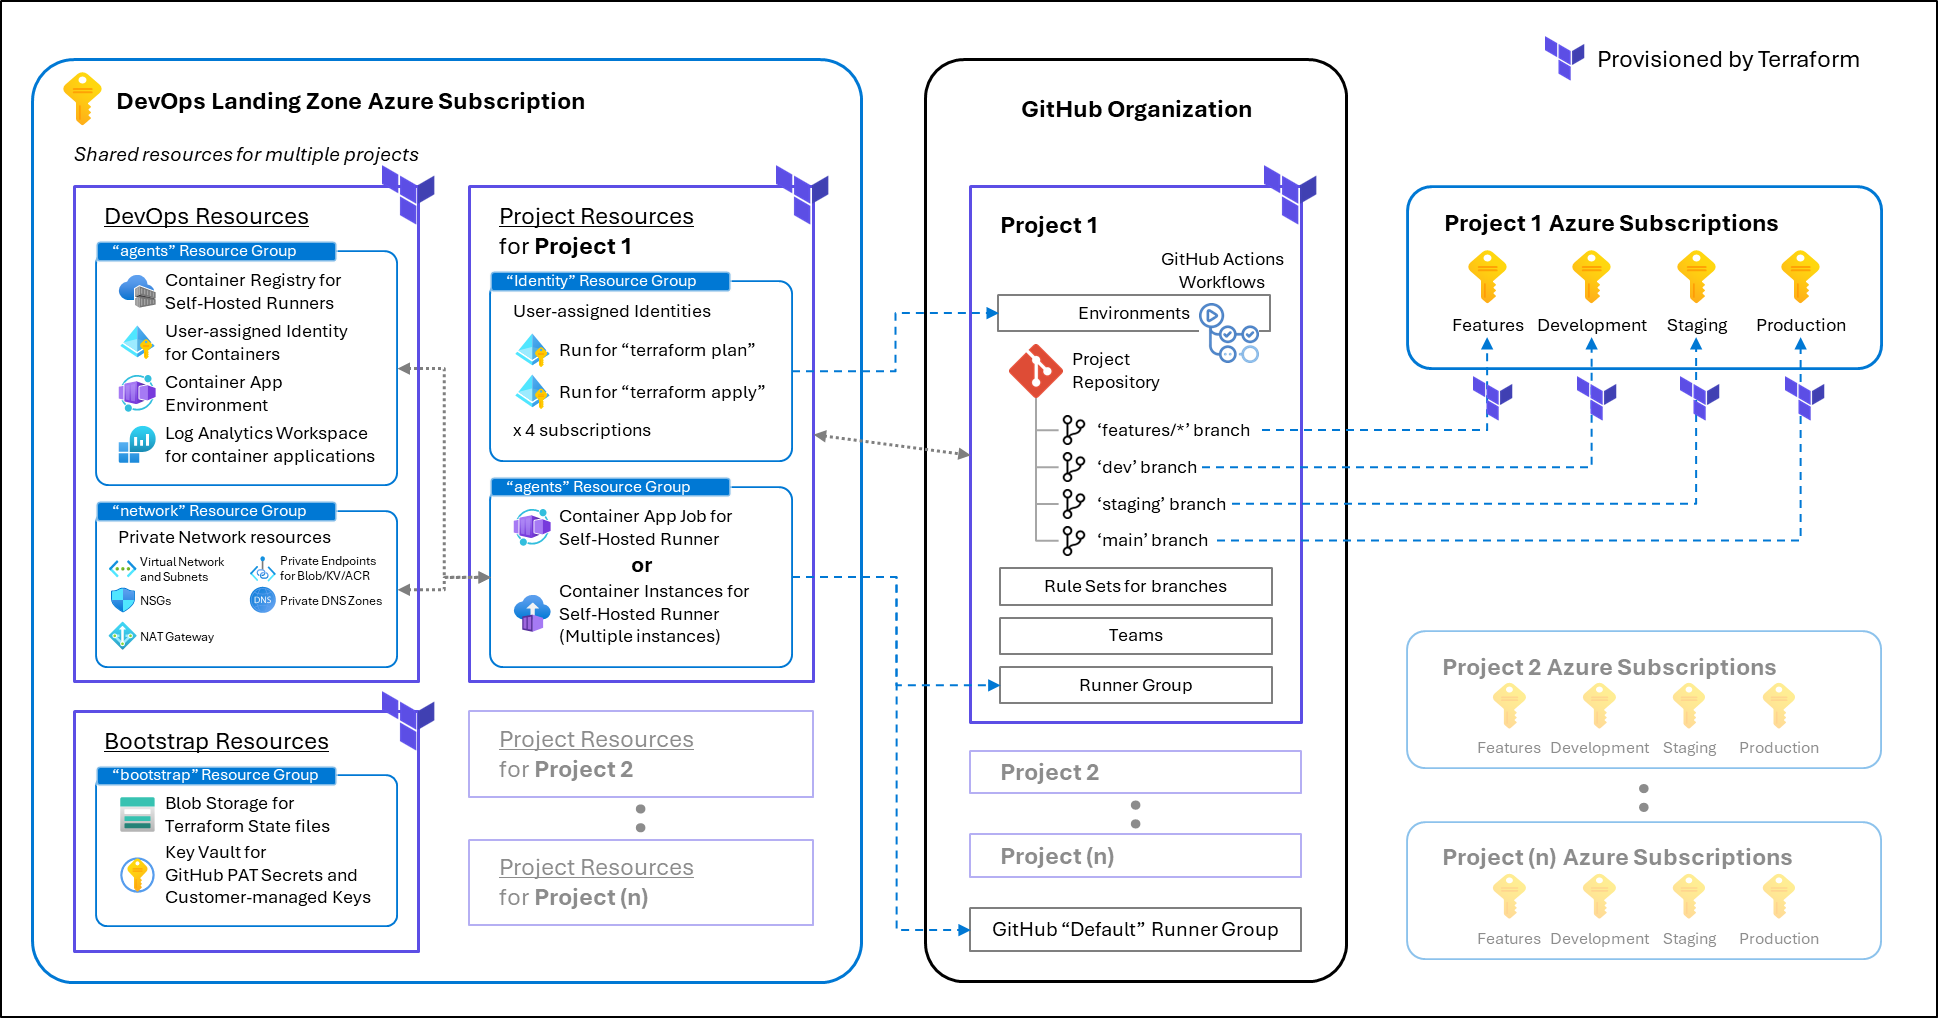 Provisioned by Terraform
DevOps Landing Zone Azure Subscription
Shared resources for multiple projects
DevOps Resources
“agents” Resource Group
Container Registry for
Self-Hosted Runners
User-assigned Identity
for Containers
Container App
Environment
Log Analytics Workspace
for container applications
“network” Resource Group
Private Network resources
Virtual Network
and Subnets
Private Endpoints
for Blob/KV/ACR
NSGs
DNS
Private DNS Zones
NAT Gateway
Bootstrap Resources
“bootstrap” Resource Group
Blob Storage for
Terraform State files
Key Vault for
GitHub PAT Secrets and
Customer-managed Keys
Project Resources
for Project 1
“Identity” Resource Group
User-assigned Identities
Run for “terraform plan”
Run for “terraform apply”
x 4 subscriptions
“agents” Resource Group
Container App Job for
Self-Hosted Runner
or
Container Instances for
Self-Hosted Runner
(Multiple instances)
Project Resources
for Project 2
Project Resources
for Project (n)
GitHub Organization
Project 1
GitHub Actions
Workflows
Environments
Project
Repository
‘features/*’ branch
‘dev’ branch
‘staging’ branch
‘main’ branch
Rule Sets for branches
Teams
Runner Group
Project 2
Project (n)
GitHub “Default” Runner Group
Project 1 Azure Subscriptions
Features Development Staging Production
Project 2 Azure Subscriptions
Features Development Staging Production
Project (n) Azure Subscriptions
Features Development Staging Production